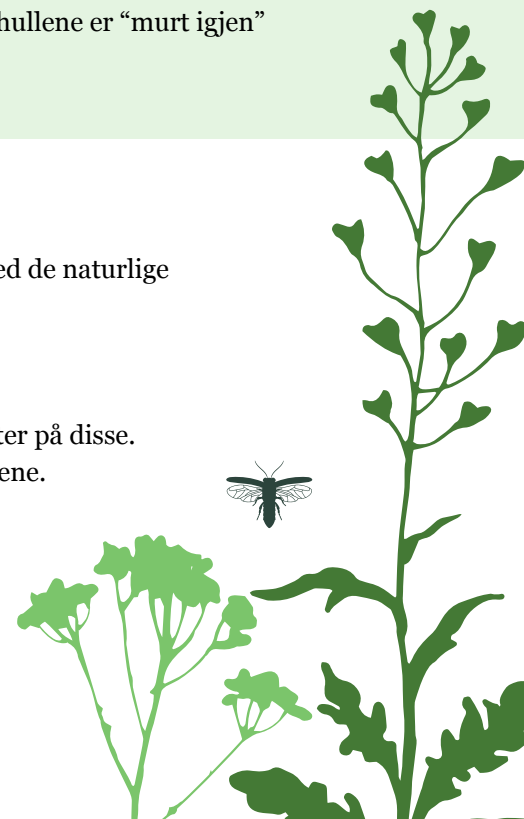 hullene er “murt igjen”
ed de naturlige
ter på disse.
ene.